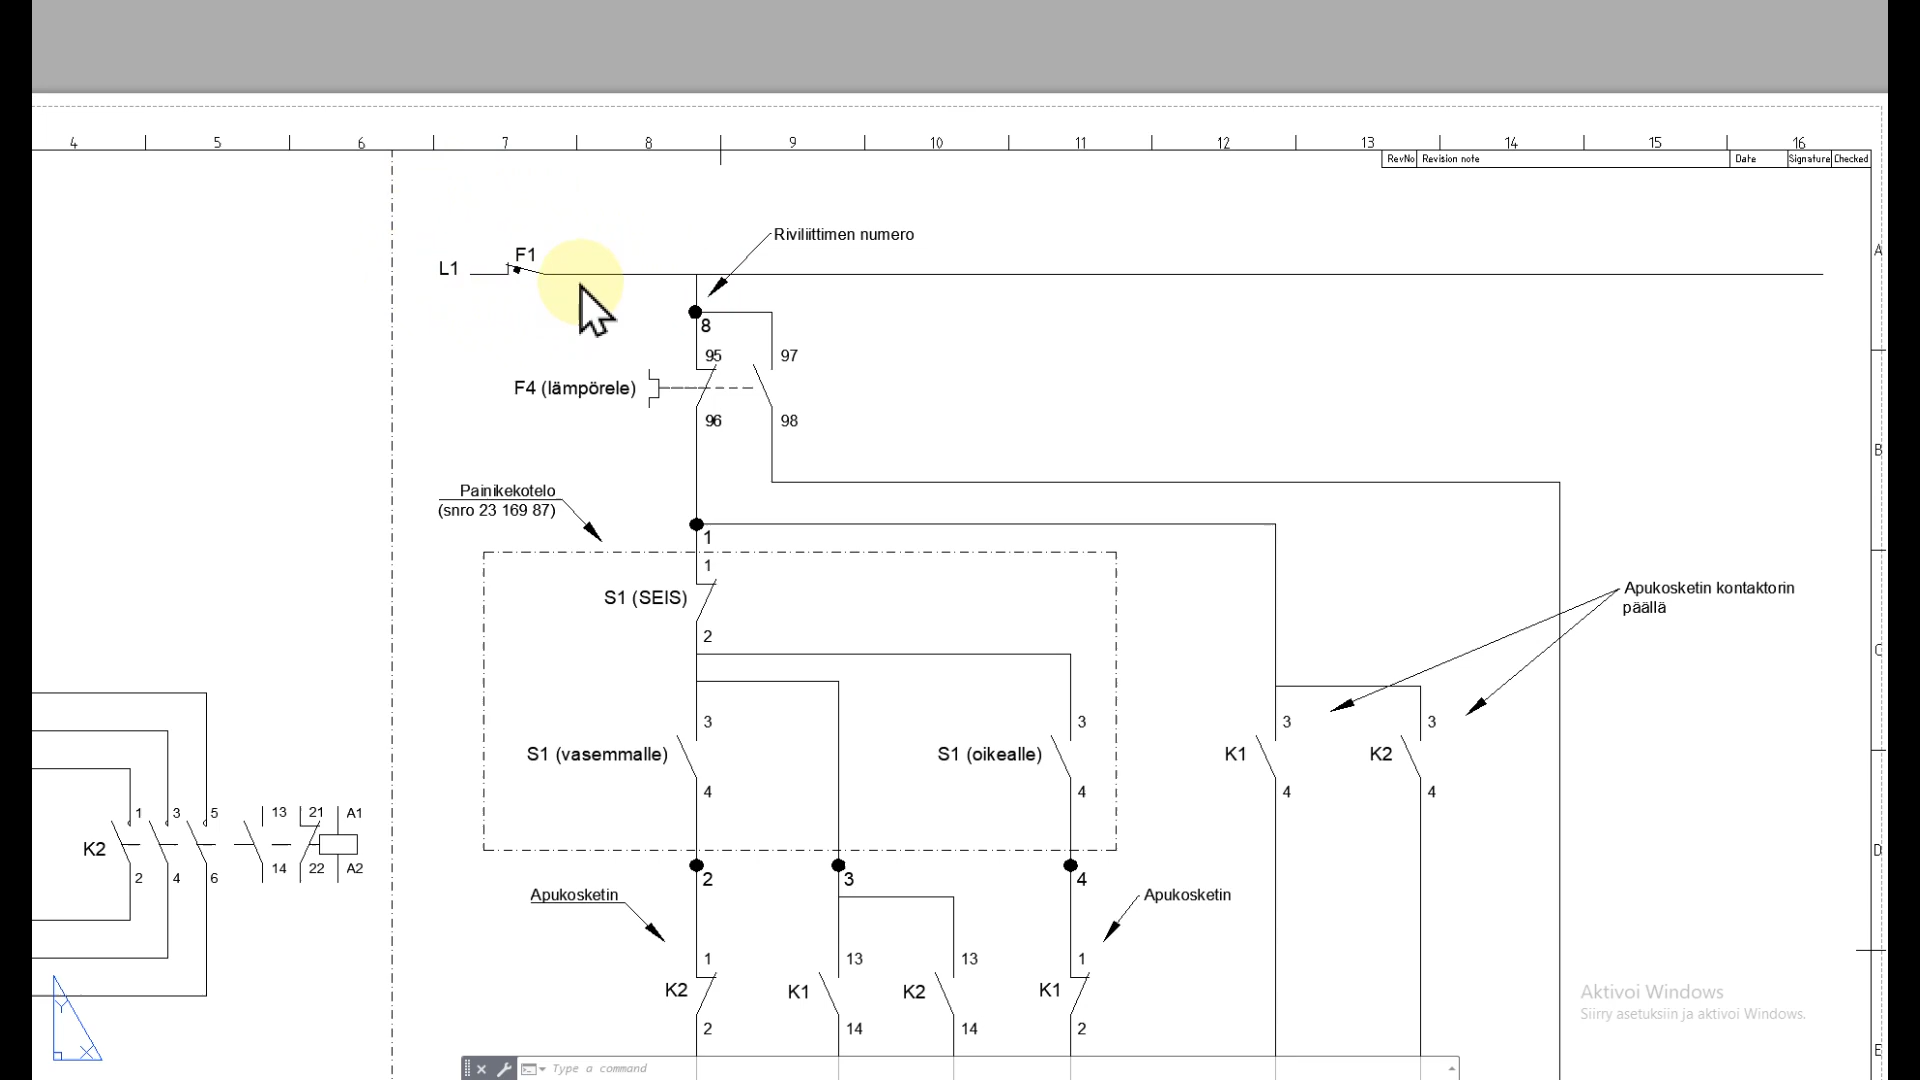 4 5 6 7 8 9 10 11 12 13 14 15 16
RevNo Revision note Date Signature Checked
A
Riviliittimen numero
F1
L1
8
95 97
F4 (lämpörele)
96 98
B
Painikekotelo
(snro 23 169 87)
1
1
S1 (SEIS)
2
Apukosketin kontaktorin
päällä
C
3 3 3 3
S1 (vasemmalle) S1 (oikealle) K1 K2
4 4 4 4
1 3 5 13 21 A1
K2
2 4 6 14 22 A2
D
2 3 4
Apukosketin Apukosketin
1 13 13 1
K2 K1 K2 K1
2 14 14 2
Y
X
Aktivoi Windows
Siirry asetuksiin ja aktivoi Windows.
E
Type a command